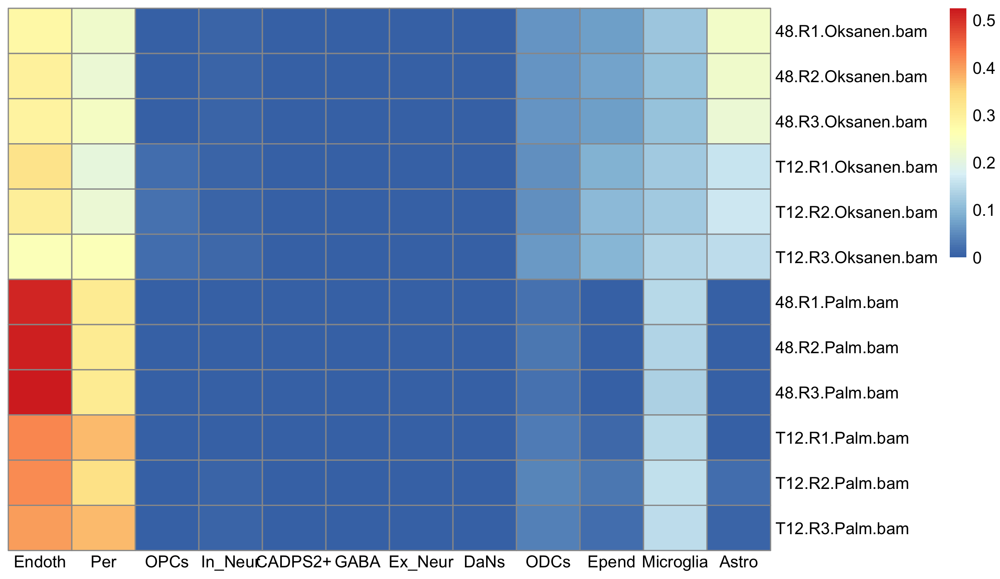 48.R1.Oksanen.bam
48.R2.Oksanen.bam
48.R3.Oksanen.bam
T12.R1.Oksanen.bam
T12.R2.Oksanen.bam
T12.R3.Oksanen.bam
48.R1.Palm.bam
48.R2.Palm.bam
48.R3.Palm.bam
T12.R1.Palm.bam
T12.R2.Palm.bam
T12.R3.Palm.bam
0.5
0.4
0.3
0.2
0.1
0
Endoth Per OPCs In_Neur CADPS2+ GABA Ex_Neur DaNs ODCs Epend Microglia Astro